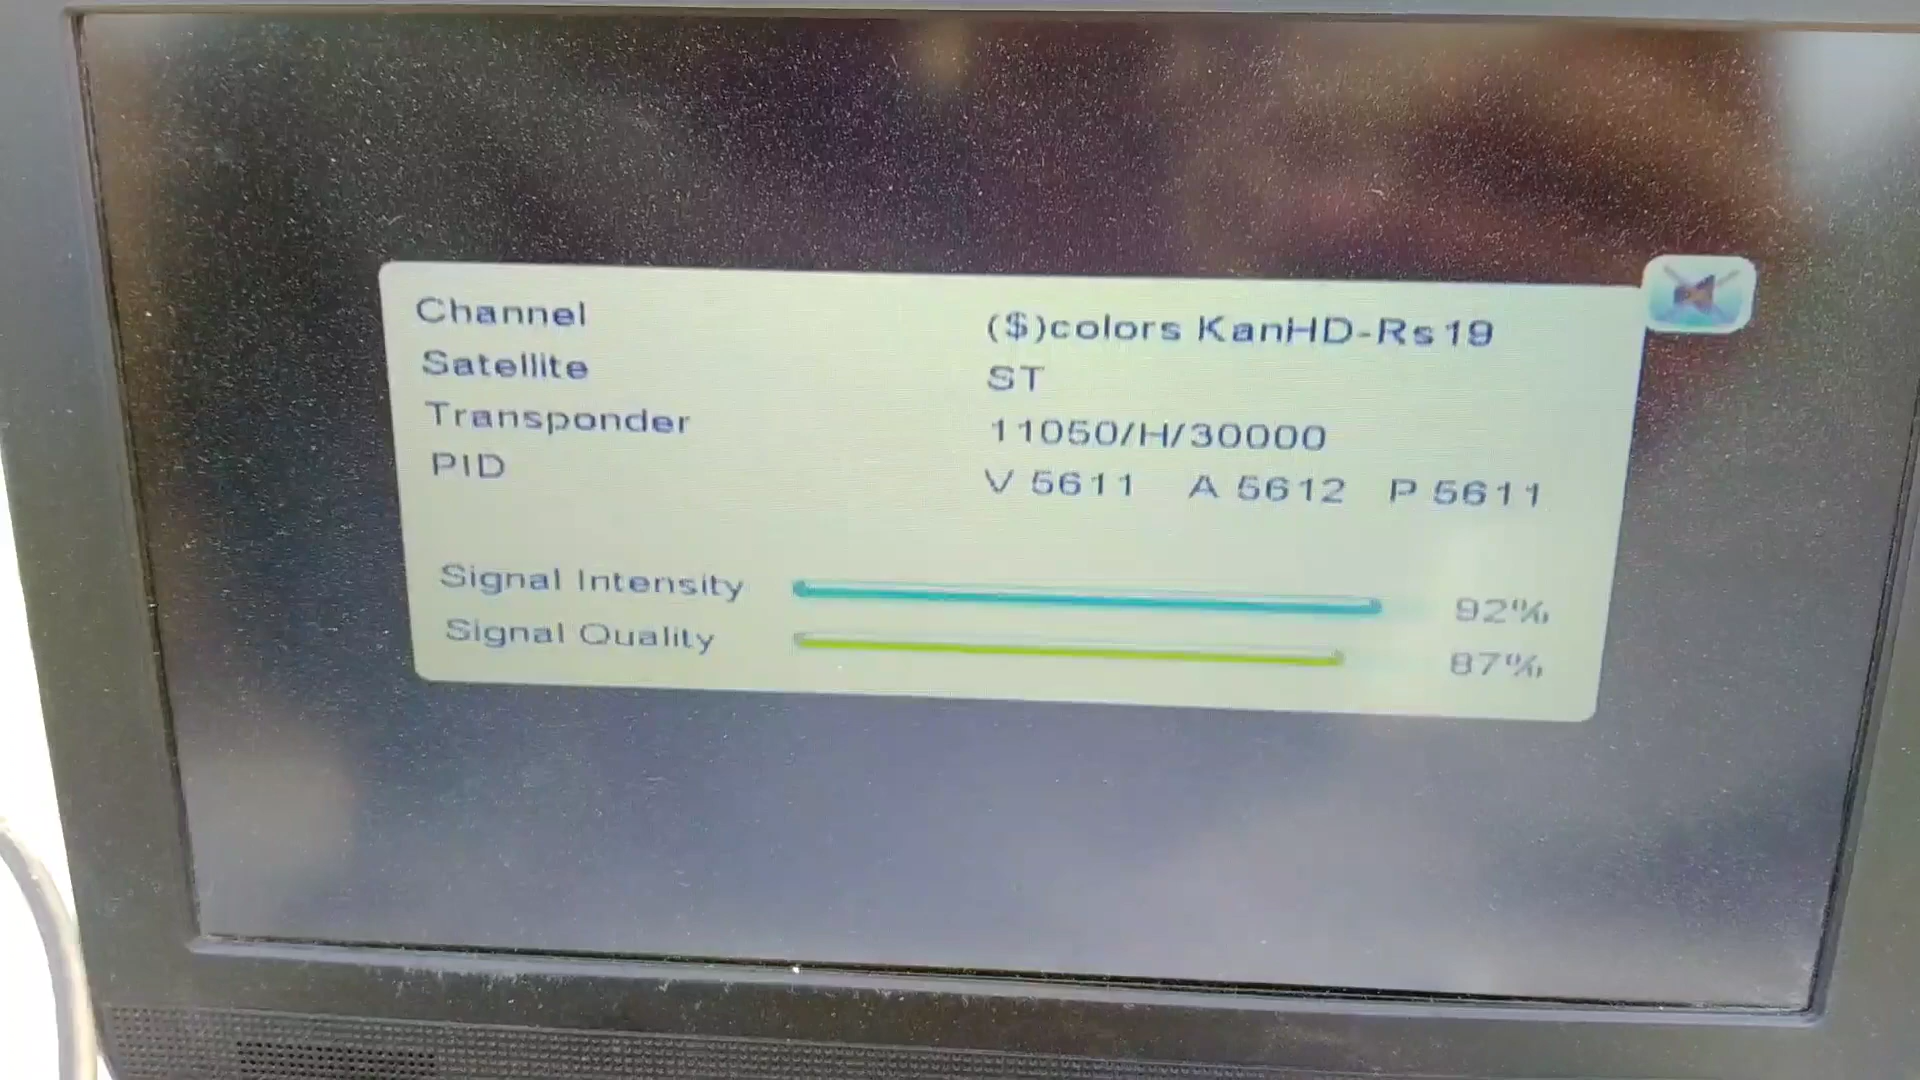 Channel ($)colors KanHD-Rs19
Satellite ST
Transponder 11050/H/30000
PID V 5611 A 5612 P 5611
Signal Intensity 92%
Signal Quality 87%